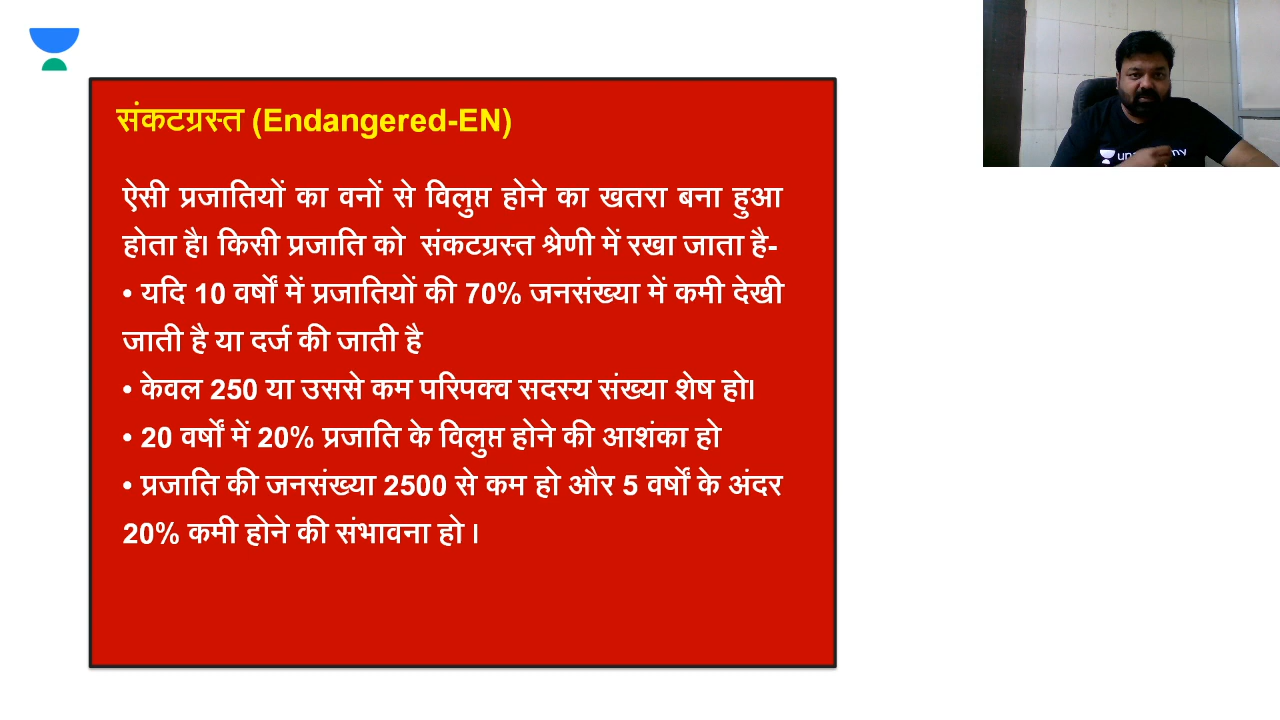 संकटग्रस्त (Endangered-EN)
ऐसी प्रजातियों का वनों से विलुप्त होने का खतरा बना हुआ
होता है। किसी प्रजाति को संकटग्रस्त श्रेणी में रखा जाता है-
• यदि 10 वर्षों में प्रजातियों की 70% जनसंख्या में कमी देखी
जाती है या दर्ज की जाती है
• केवल 250 या उससे कम परिपक्व सदस्य संख्या शेष हो।
• 20 वर्षों में 20% प्रजाति के विलुप्त होने की आशंका हो
• प्रजाति की जनसंख्या 2500 से कम हो और 5 वर्षों के अंदर
20% कमी होने की संभावना हो ।